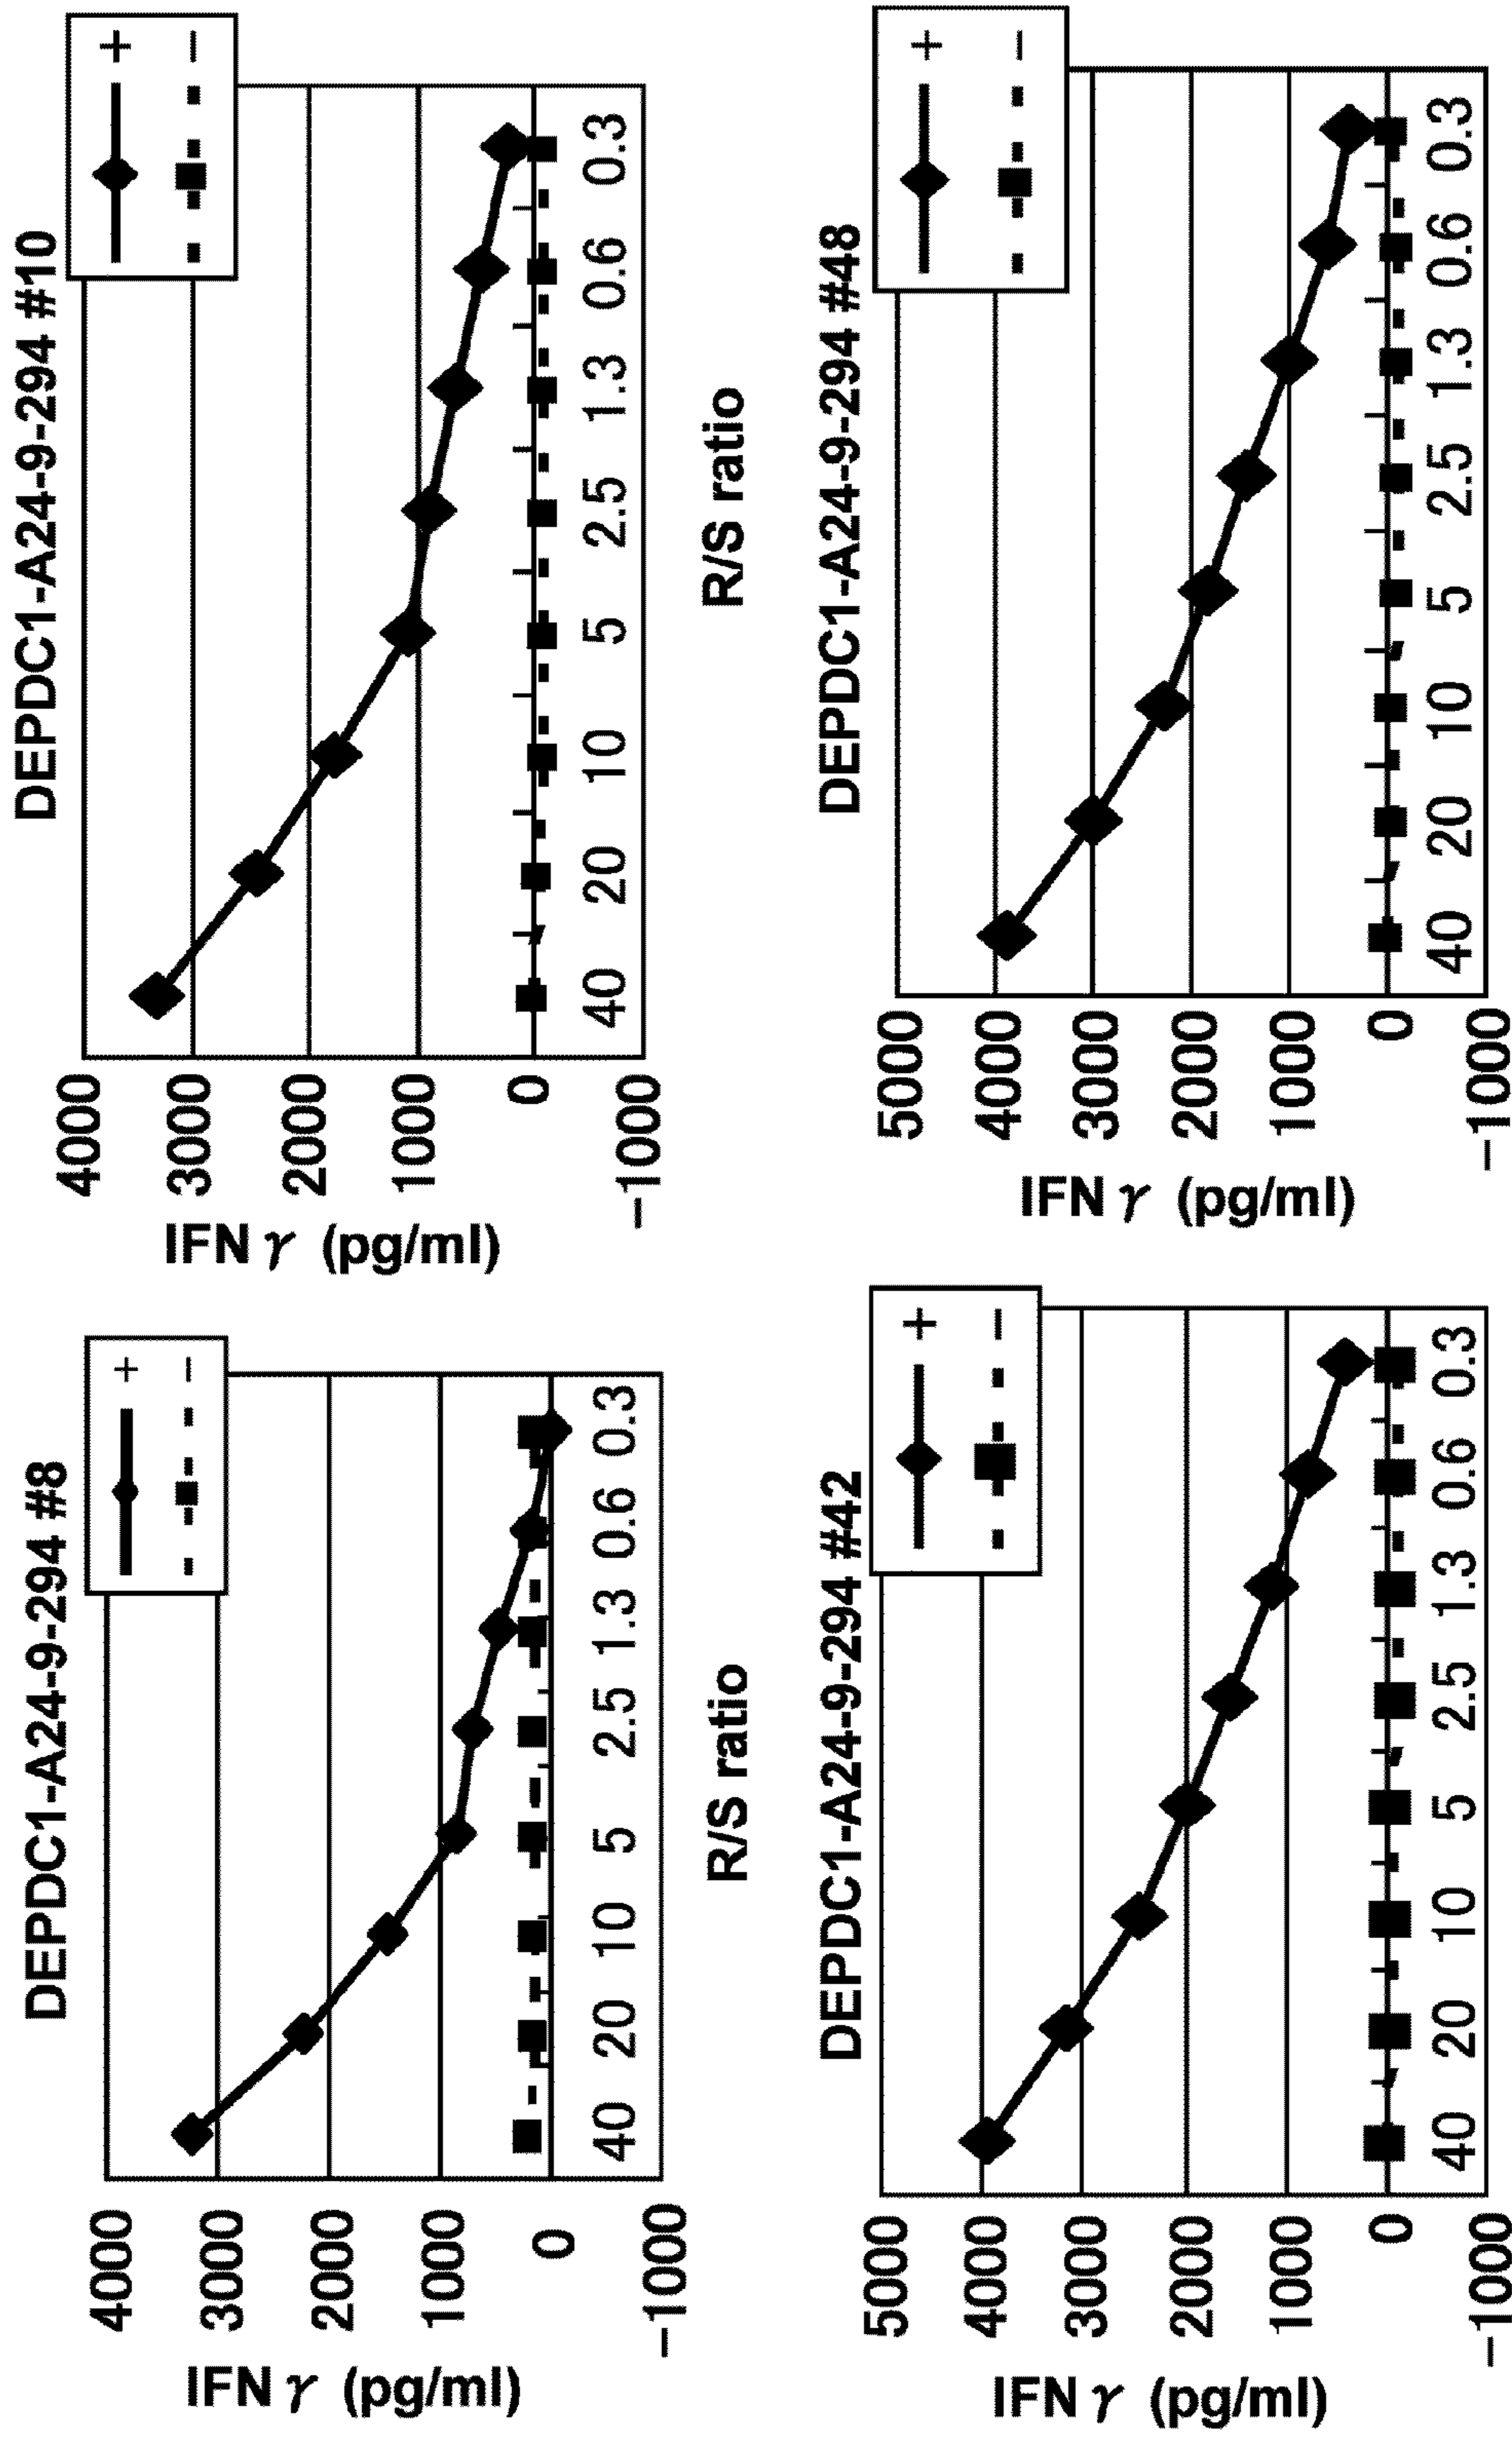 DEPDC1-A24-9-294 #8
+
−
IFN γ (pg/ml)
4000
3000
2000
1000
0
−1000
40 20 10 5 2.5 1.3 0.6 0.3
R/S ratio
DEPDC1-A24-9-294 #10
+
−
IFN γ (pg/ml)
4000
3000
2000
1000
0
−1000
40 20 10 5 2.5 1.3 0.6 0.3
R/S ratio
DEPDC1-A24-9-294 #42
+
−
IFN γ (pg/ml)
5000
4000
3000
2000
1000
0
−1000
40 20 10 5 2.5 1.3 0.6 0.3
DEPDC1-A24-9-294 #48
+
−
IFN γ (pg/ml)
5000
4000
3000
2000
1000
0
−1000
40 20 10 5 2.5 1.3 0.6 0.3